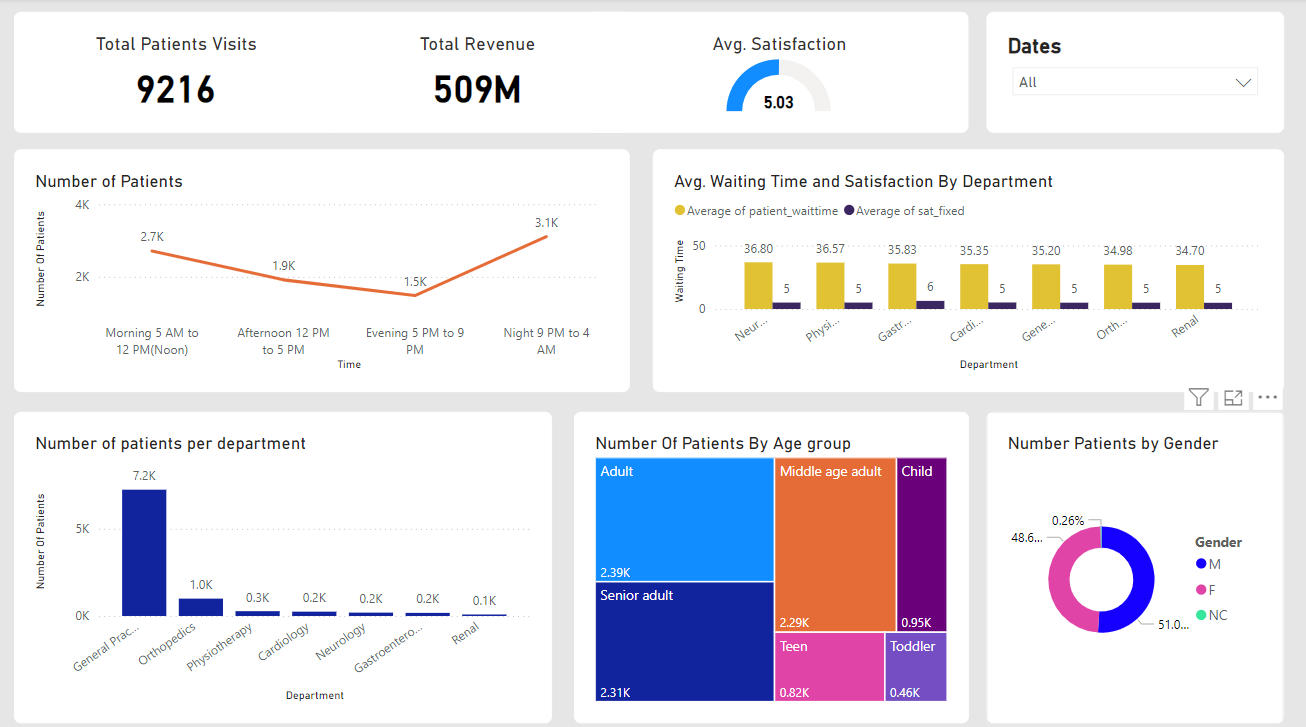 Total Patients Visits
9216
Total Revenue
509M
Avg. Satisfaction
5.03
Dates
All
Number of Patients
Number Of Patients
4K
2K
2.7K
1.9K
1.5K
3.1K
Morning 5 AM to
12 PM(Noon)
Afternoon 12 PM
to 5 PM
Evening 5 PM to 9
PM
Night 9 PM to 4
AM
Time
Avg. Waiting Time and Satisfaction By Department
Average of patient_waittime
Average of sat_fixed
Waiting Time
50
0
36.80
5
36.57
5
35.83
6
35.35
5
35.20
5
34.98
5
34.70
5
Neur...
Physi...
Gastr...
Cardi...
Gene...
Orth...
Renal
Department
Number of patients per department
Number Of Patients
5K
0K
7.2K
1.0K
0.3K
0.2K
0.2K
0.2K
0.1K
General Prac...
Orthopedics
Physiotherapy
Cardiology
Neurology
Gastroentero...
Renal
Department
Number Of Patients By Age group
Adult
2.39K
Senior adult
2.31K
Middle age adult
2.29K
Child
0.95K
Teen
0.82K
Toddler
0.46K
Number Patients by Gender
0.26%
48.6...
51.0...
Gender
M
F
NC